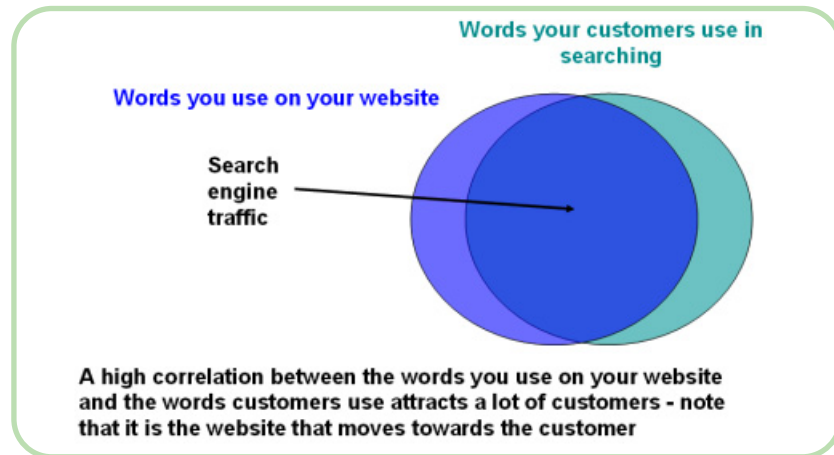 Words your customers use in
searching
Words you use on your website
Search
engine
traffic
A high correlation between the words you use on your website
and the words customers use attracts a lot of customers - note
that it is the website that moves towards the customer